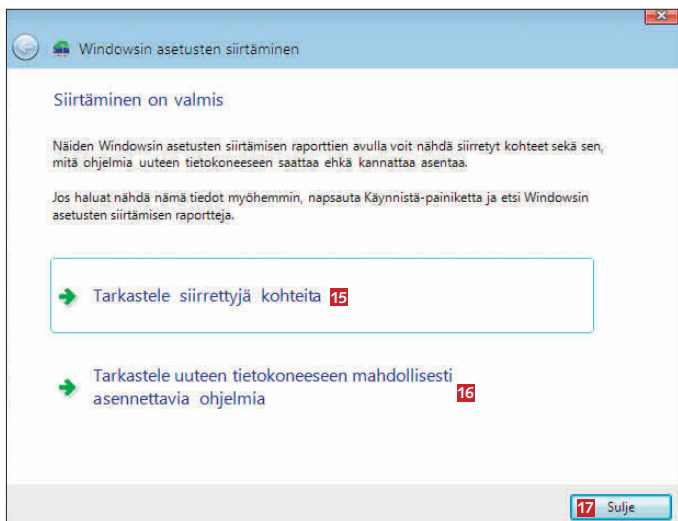 Windowsin asetusten siirtäminen
Siirtäminen on valmis
Näiden Windowsin asetusten siirtämisen raporttien avulla voit nähdä siirretyt kohteet sekä sen,
mitä ohjelmia uuteen tietokoneeseen saattaa ehkä kannattaa asentaa.
Jos haluat nähdä nämä tiedot myöhemmin, napsauta Käynnistä-painiketta ja etsi Windowsin
asetusten siirtämisen raportteja.
Tarkastele siirrettyjä kohteita 15
Tarkastele uuteen tietokoneeseen mahdollisesti
asennettavia ohjelmia 16
17 Sulje